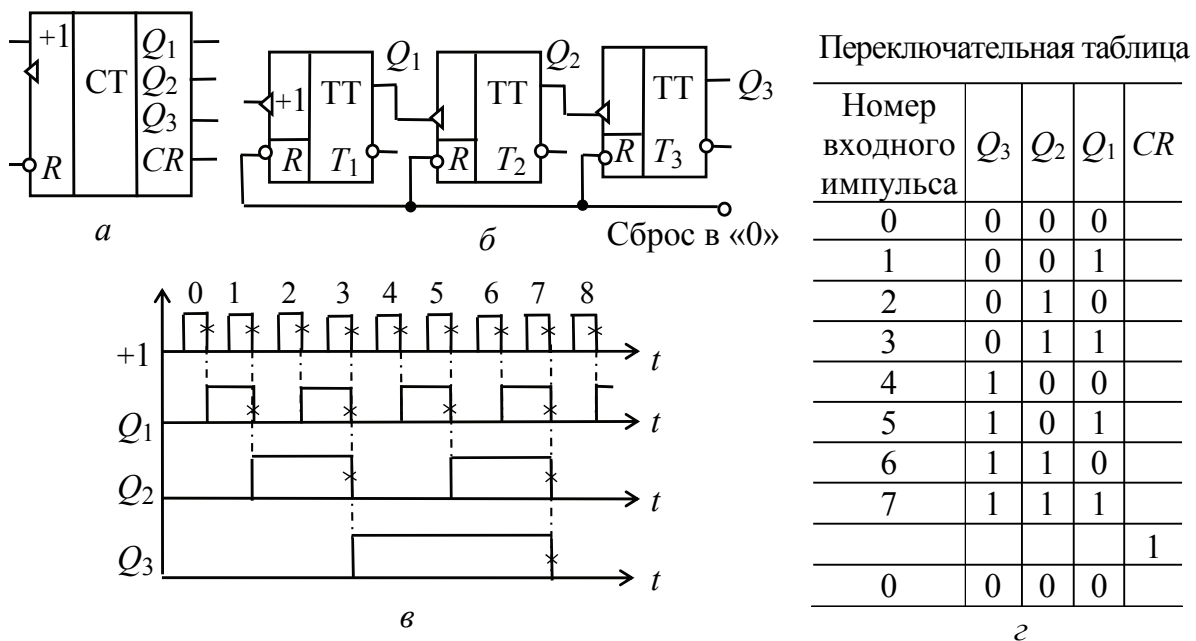 +1
CT
Q1
Q2
Q3
CR
R
а
+1
TT
R
T1
Q1
TT
R
T2
Q2
TT
R
T3
Q3
Сброс в «0»
б
0 1 2 3 4 5 6 7 8
+1
t
Q1
t
Q2
t
Q3
t
в
Переключательная таблица
Номер входного импульса Q3 Q2 Q1 CR
0 0 0 0
1 0 0 1
2 0 1 0
3 0 1 1
4 1 0 0
5 1 0 1
6 1 1 0
7 1 1 1
1
0 0 0 0
г